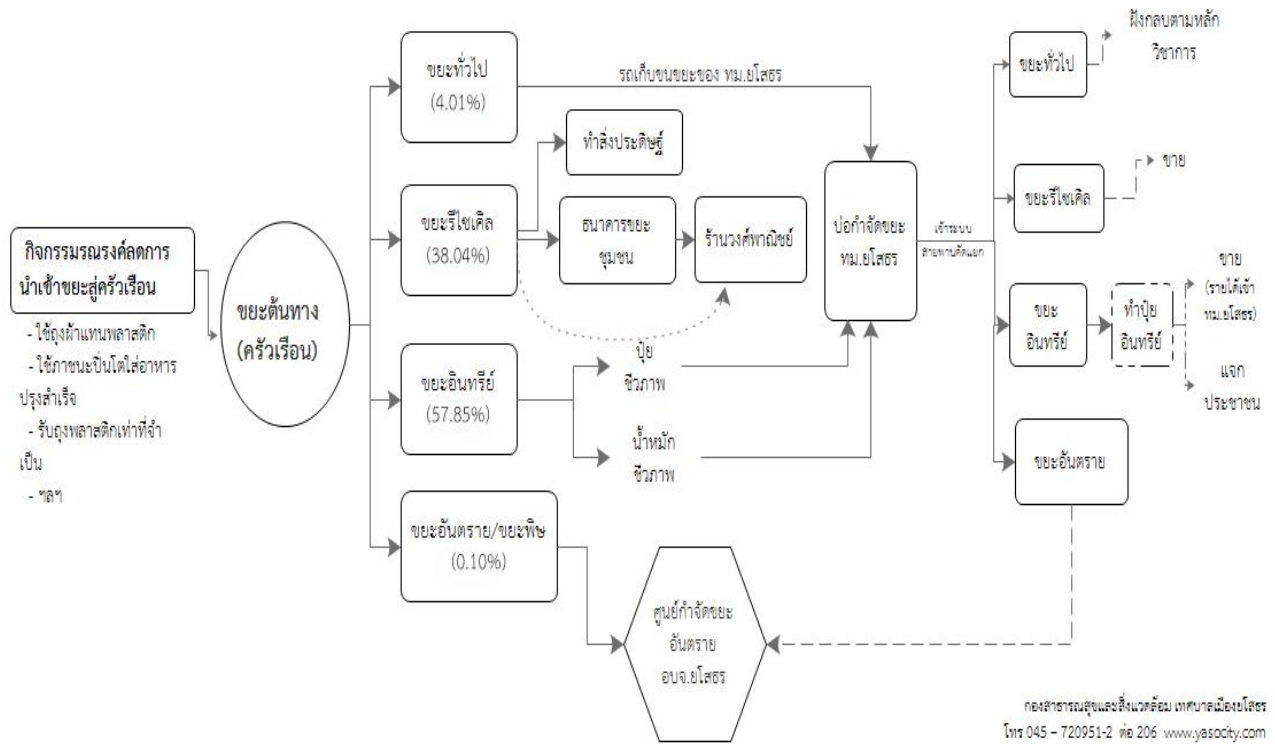 กิจกรรมรณรงค์ลดการ
นำเข้าขยะสู่ครัวเรือน
- ใช้ถุงผ้าแทนพลาสติก
- ใช้ภาชนะปิ่นโตใส่อาหาร
ปรุงสำเร็จ
- รับถุงพลาสติกเท่าที่จำ
เป็น
- ฯลฯ
ขยะต้นทาง
(ครัวเรือน)
ขยะทั่วไป
(4.01%)
ขยะรีไซเคิล
(38.04%)
ขยะอินทรีย์
(57.85%)
ขยะอันตราย/ขยะพิษ
(0.10%)
รถเก็บขนขยะของ ทม.ยโสธร
ทำสิ่งประดิษฐ์
ธนาคารขยะ
ชุมชน
ร้านวงศ์พาณิชย์
ปุ๋ย
ชีวภาพ
น้ำหมัก
ชีวภาพ
ศูนย์กำจัดขยะ
อันตราย
อบจ.ยโสธร
บ่อกำจัดขยะ
ทม.ยโสธร
เข้าระบบ
สายพานคัดแยก
ขยะทั่วไป
ฝังกลบตามหลัก
วิชาการ
ขยะรีไซเคิล
ขาย
ขยะ
อินทรีย์
ทำปุ๋ย
อินทรีย์
ขาย
(รายได้เข้า
ทม.ยโสธร)
แจก
ประชาชน
ขยะอันตราย
กองสาธารณสุขและสิ่งแวดล้อม เทศบาลเมืองยโสธร
โทร 045 – 720951-2 ต่อ 206 www.yasocity.com